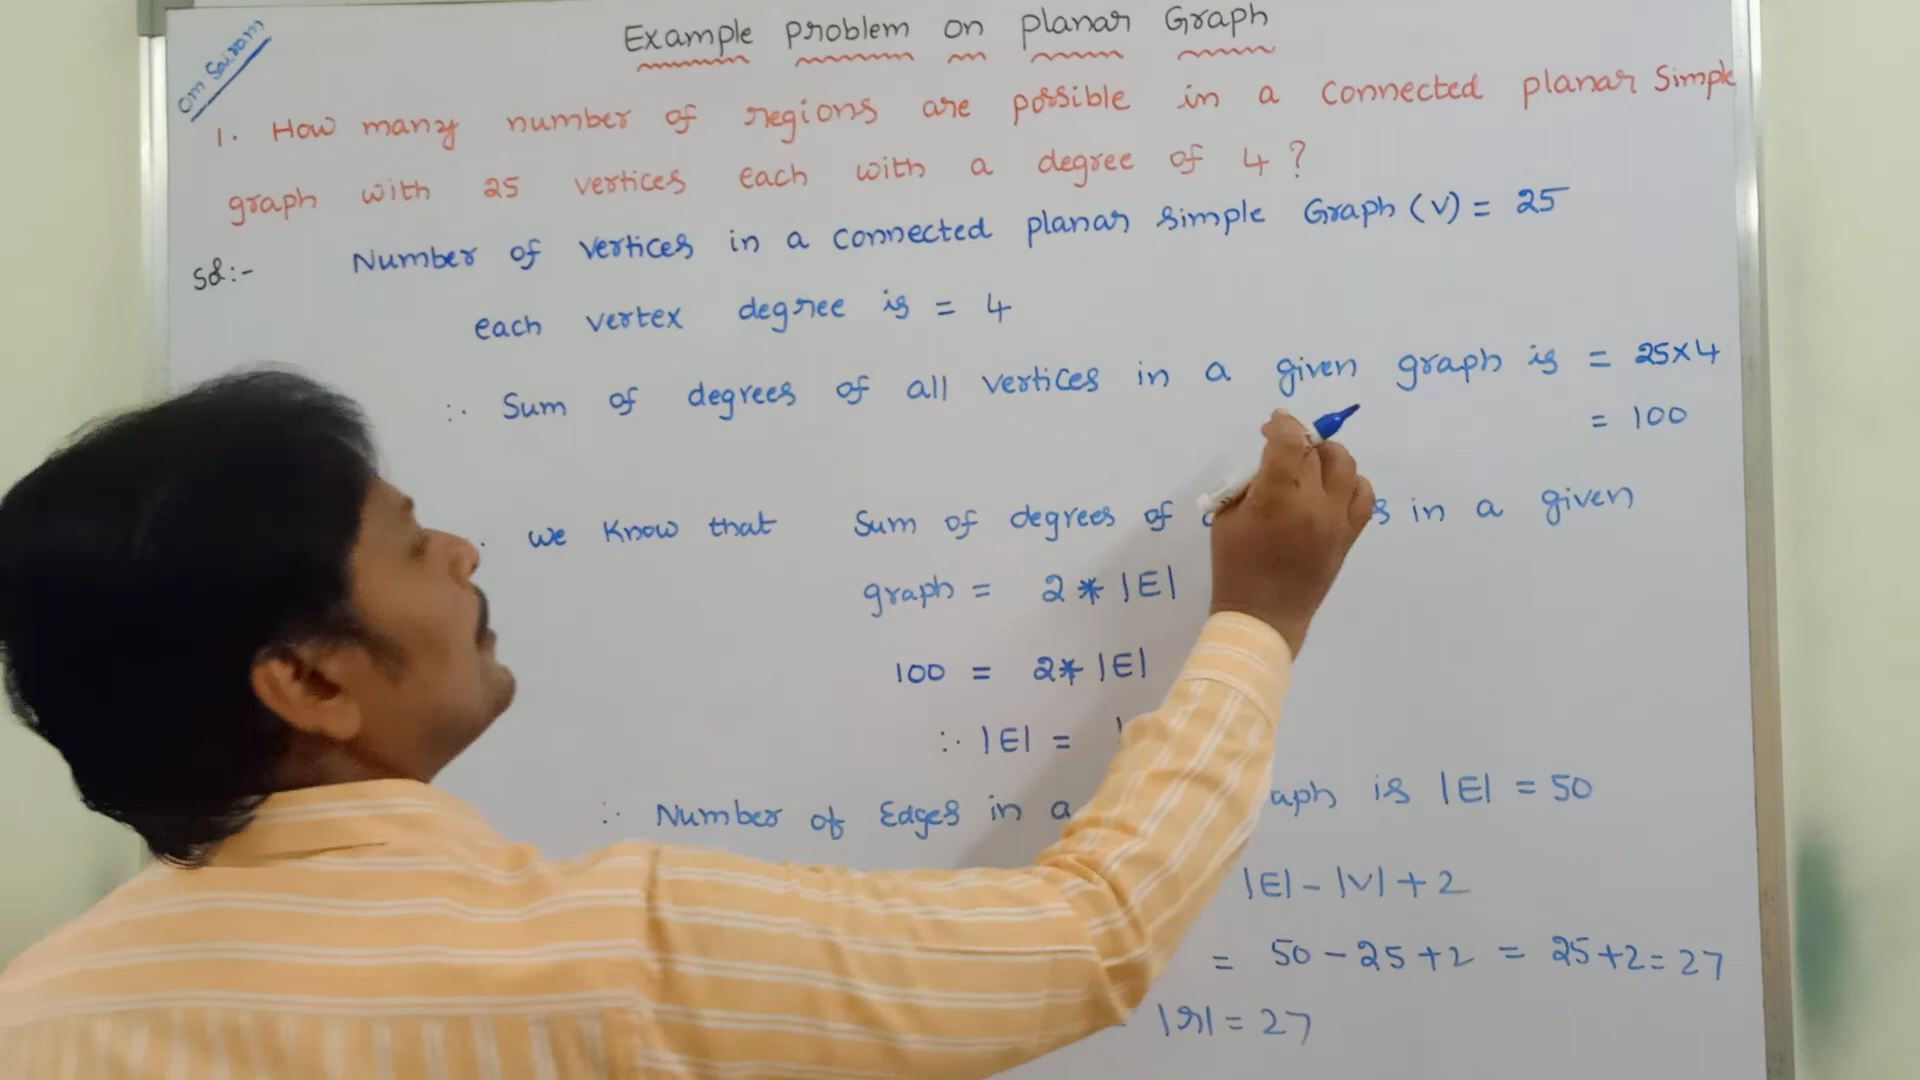 Om Sairam
Example problem on planar Graph
1. How many number of regions are possible in a connected planar simple
graph with 25 vertices each with a degree of 4 ?
Sol:- Number of vertices in a connected planar simple Graph (V) = 25
each vertex degree is = 4
∴ Sum of degrees of all vertices in a given graph is = 25×4
= 100
we know that Sum of degrees of in a given
graph = 2 * |E|
100 = 2* |E|
∴ |E| =
∴ Number of Edges in a is |E| = 50
|E| - |V| + 2
= 50 - 25 + 2 = 25+2 = 27
|r| = 27